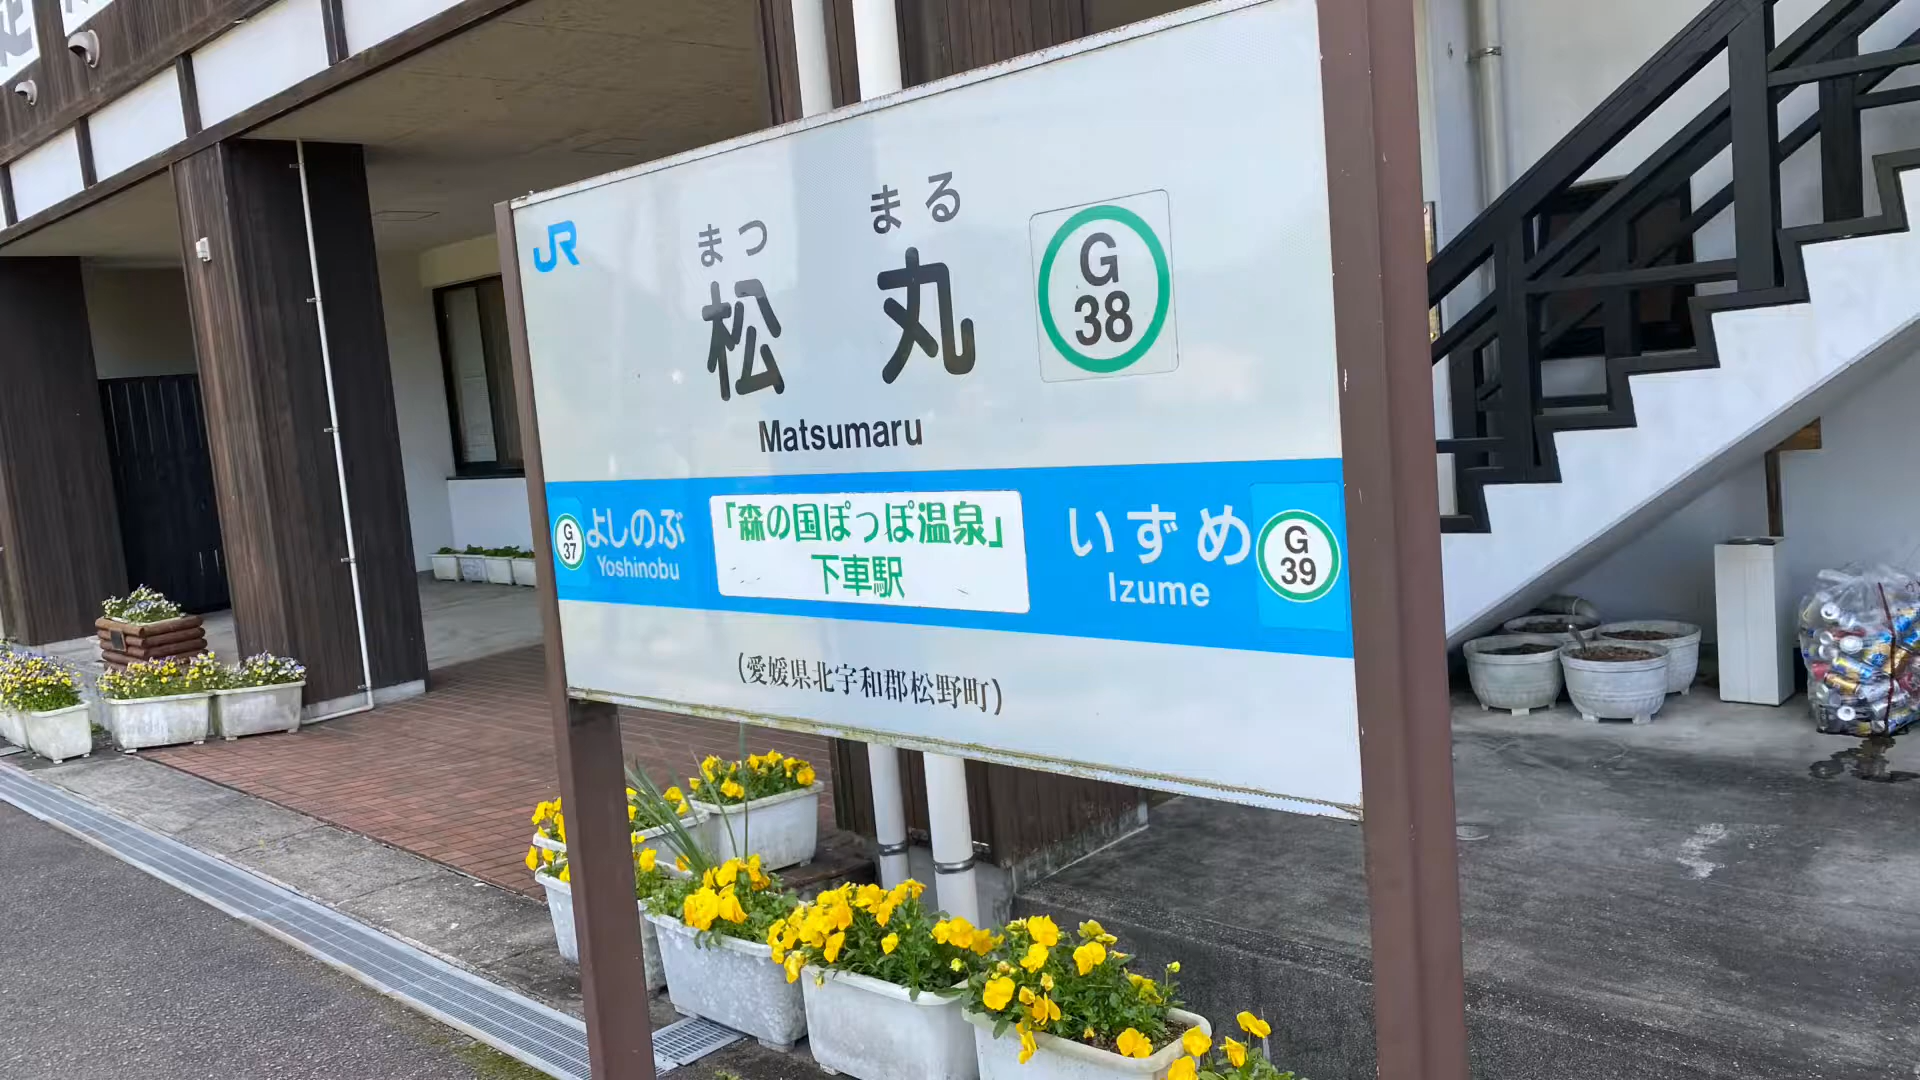 JR
まつ まる
松丸
G
38
Matsumaru
G
37
よしのぶ
Yoshinobu
「森の国ぽっぽ温泉」
下車駅
いずめ
Izume
G
39
(愛媛県北宇和郡松野町)